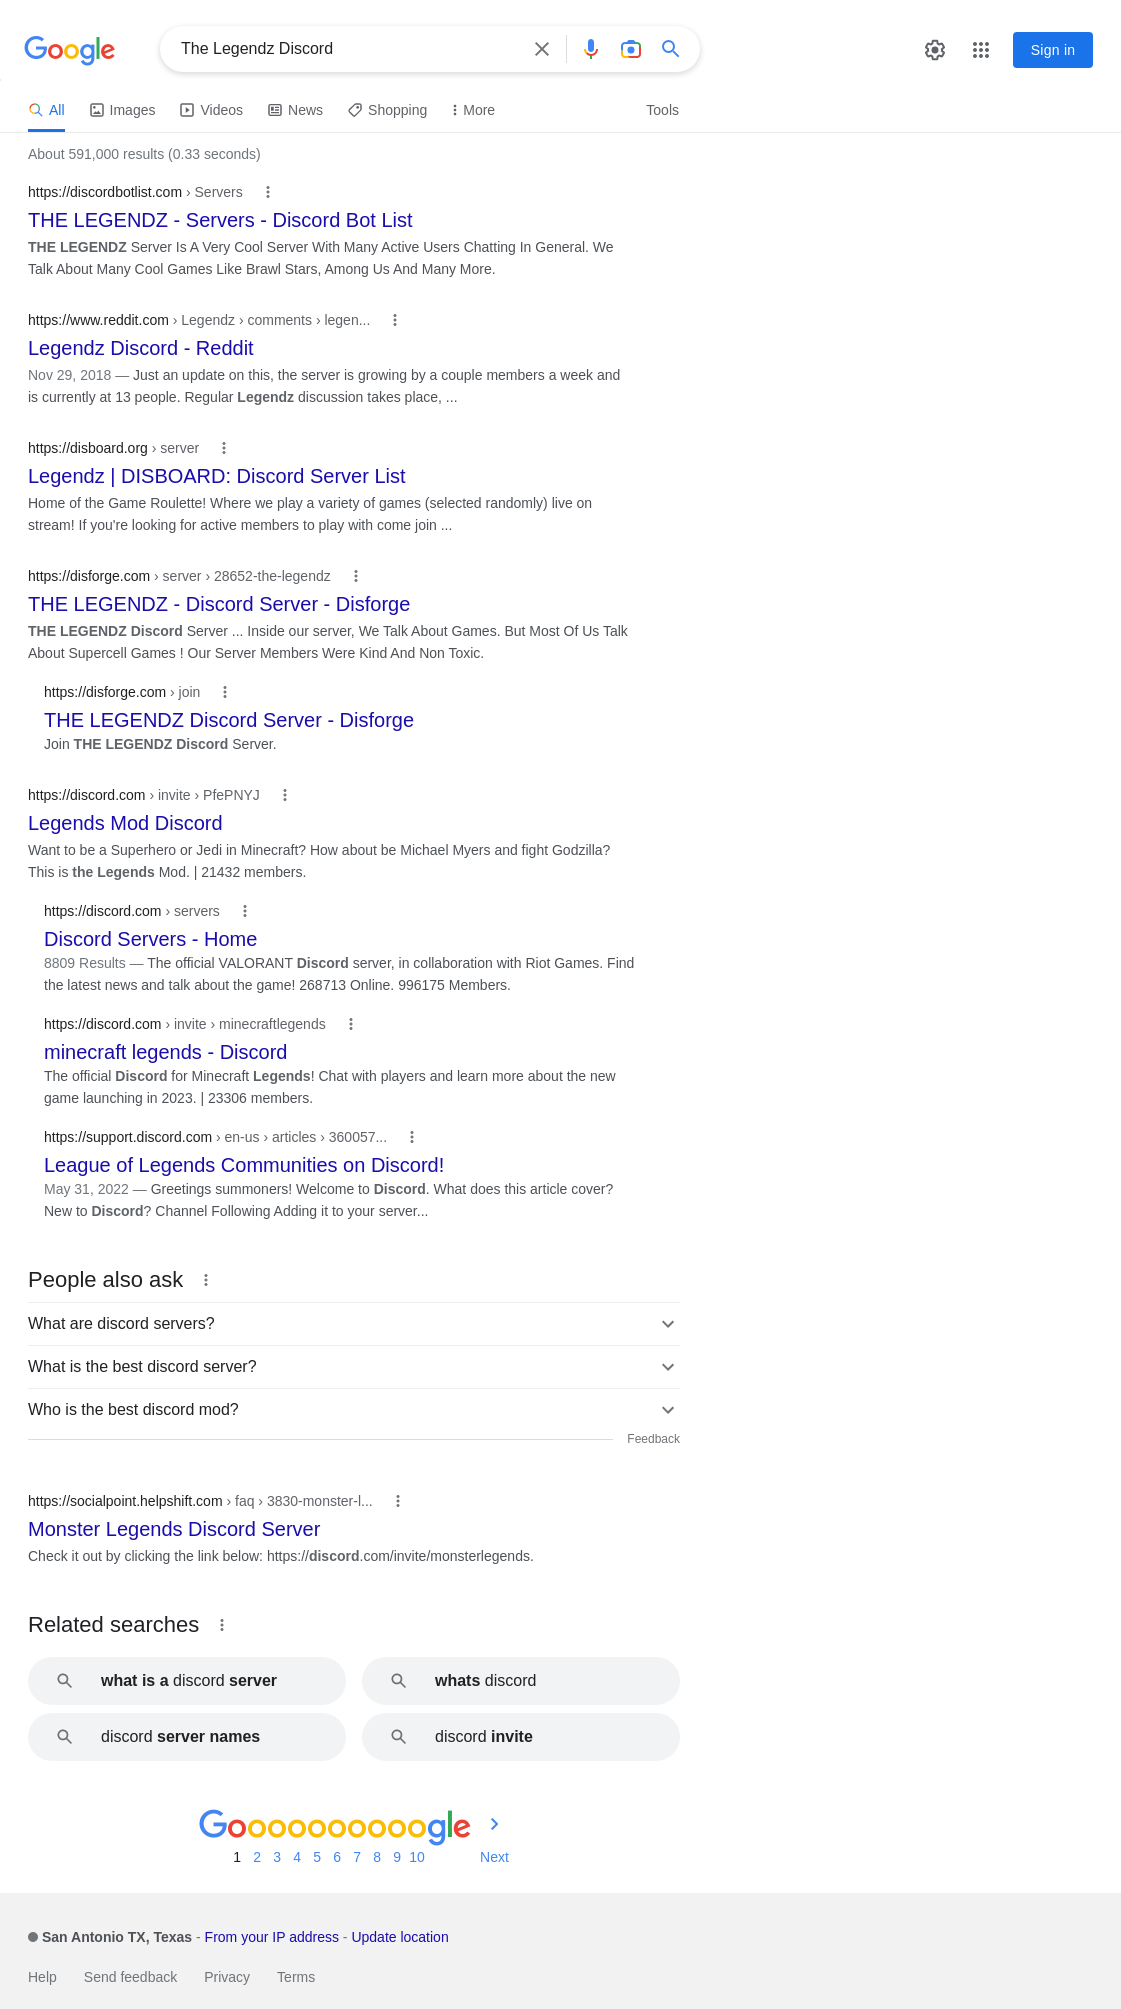 Google
The Legendz Discord
Sign in
All Images Videos News Shopping More Tools
About 591,000 results (0.33 seconds)
https://discordbotlist.com › Servers
THE LEGENDZ - Servers - Discord Bot List
THE LEGENDZ Server Is A Very Cool Server With Many Active Users Chatting In General. We
Talk About Many Cool Games Like Brawl Stars, Among Us And Many More.
https://www.reddit.com › Legendz › comments › legen...
Legendz Discord - Reddit
Nov 29, 2018 — Just an update on this, the server is growing by a couple members a week and
is currently at 13 people. Regular Legendz discussion takes place, ...
https://disboard.org › server
Legendz | DISBOARD: Discord Server List
Home of the Game Roulette! Where we play a variety of games (selected randomly) live on
stream! If you're looking for active members to play with come join ...
https://disforge.com › server › 28652-the-legendz
THE LEGENDZ - Discord Server - Disforge
THE LEGENDZ Discord Server ... Inside our server, We Talk About Games. But Most Of Us Talk
About Supercell Games ! Our Server Members Were Kind And Non Toxic.
https://disforge.com › join
THE LEGENDZ Discord Server - Disforge
Join THE LEGENDZ Discord Server.
https://discord.com › invite › PfePNYJ
Legends Mod Discord
Want to be a Superhero or Jedi in Minecraft? How about be Michael Myers and fight Godzilla?
This is the Legends Mod. | 21432 members.
https://discord.com › servers
Discord Servers - Home
8809 Results — The official VALORANT Discord server, in collaboration with Riot Games. Find
the latest news and talk about the game! 268713 Online. 996175 Members.
https://discord.com › invite › minecraftlegends
minecraft legends - Discord
The official Discord for Minecraft Legends! Chat with players and learn more about the new
game launching in 2023. | 23306 members.
https://support.discord.com › en-us › articles › 360057...
League of Legends Communities on Discord!
May 31, 2022 — Greetings summoners! Welcome to Discord. What does this article cover?
New to Discord? Channel Following Adding it to your server...
People also ask
What are discord servers?
What is the best discord server?
Who is the best discord mod?
Feedback
https://socialpoint.helpshift.com › faq › 3830-monster-l...
Monster Legends Discord Server
Check it out by clicking the link below: https://discord.com/invite/monsterlegends.
Related searches
what is a discord server
whats discord
discord server names
discord invite
Goooooooooogle
1 2 3 4 5 6 7 8 9 10 Next
San Antonio TX, Texas - From your IP address - Update location
Help Send feedback Privacy Terms